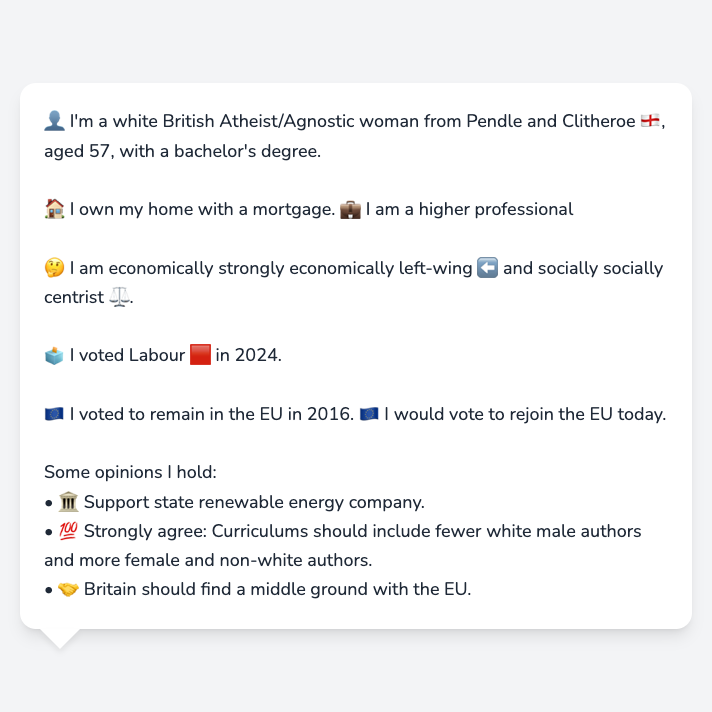 👤 I'm a white British Atheist/Agnostic woman from Pendle and Clitheroe 🏴󠁧󠁢󠁥󠁮󠁧󠁿,
aged 57, with a bachelor's degree.
🏠 I own my home with a mortgage. 💼 I am a higher professional
🤔 I am economically strongly economically left-wing ⬅️ and socially socially
centrist ⚖️.
🗳️ I voted Labour 🟥 in 2024.
🇪🇺 I voted to remain in the EU in 2016. 🇪🇺 I would vote to rejoin the EU today.
Some opinions I hold:
• 🏛️ Support state renewable energy company.
• 💯 Strongly agree: Curriculums should include fewer white male authors
and more female and non-white authors.
• 🤝 Britain should find a middle ground with the EU.